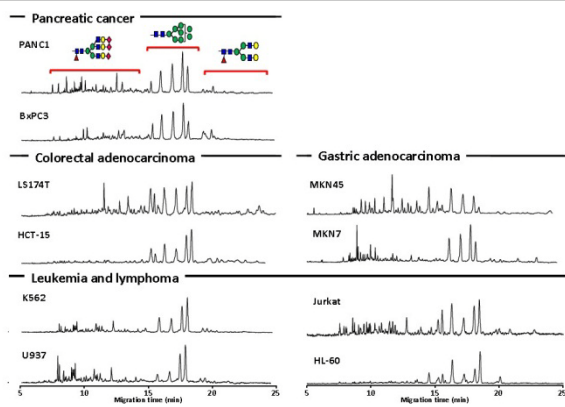 Pancreatic cancer
PANC1
BxPC3
Colorectal adenocarcinoma
LS174T
HCT-15
Gastric adenocarcinoma
MKN45
MKN7
Leukemia and lymphoma
K562
U937
Jurkat
HL-60
5 10 15 20 25
Migration time (min)
5 10 15 20 25
Migration time (min)